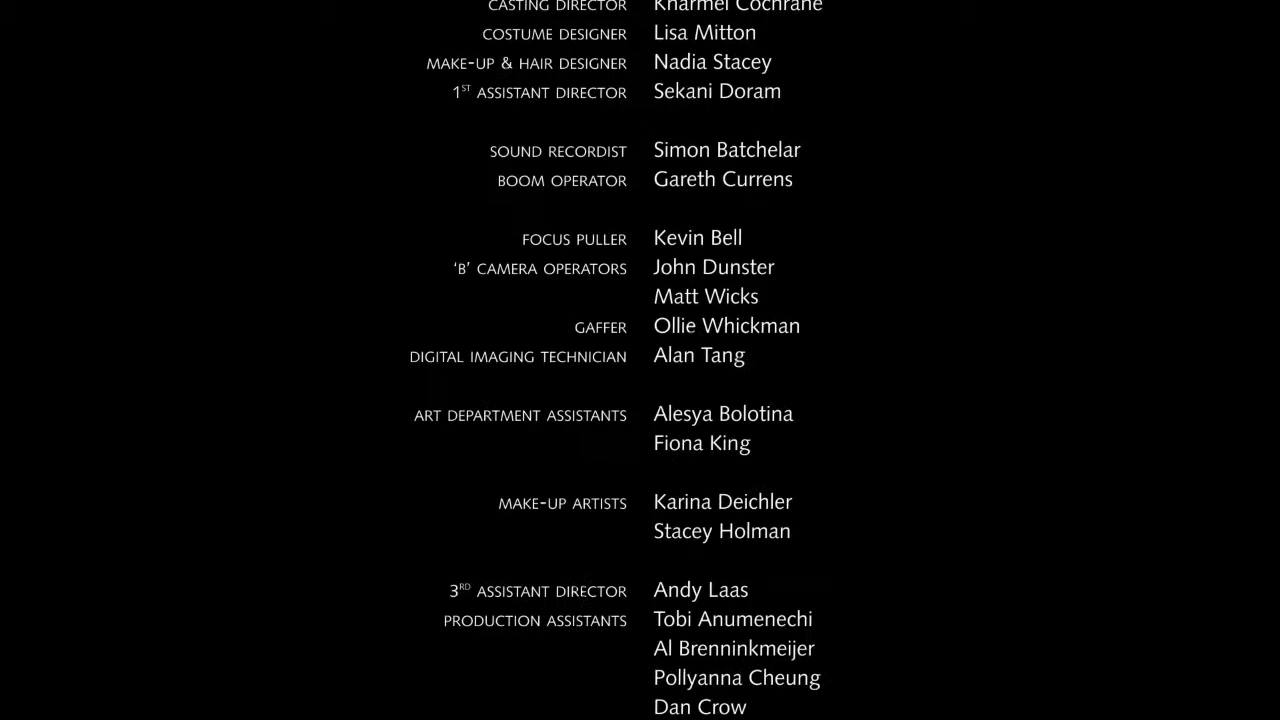 CASTING DIRECTOR Kharmel Cochrane
COSTUME DESIGNER Lisa Mitton
MAKE-UP & HAIR DESIGNER Nadia Stacey
1ST ASSISTANT DIRECTOR Sekani Doram
SOUND RECORDIST Simon Batchelar
BOOM OPERATOR Gareth Currens
FOCUS PULLER Kevin Bell
‘B’ CAMERA OPERATORS John Dunster
Matt Wicks
GAFFER Ollie Whickman
DIGITAL IMAGING TECHNICIAN Alan Tang
ART DEPARTMENT ASSISTANTS Alesya Bolotina
Fiona King
MAKE-UP ARTISTS Karina Deichler
Stacey Holman
3RD ASSISTANT DIRECTOR Andy Laas
PRODUCTION ASSISTANTS Tobi Anumenechi
Al Brenninkmeijer
Pollyanna Cheung
Dan Crow